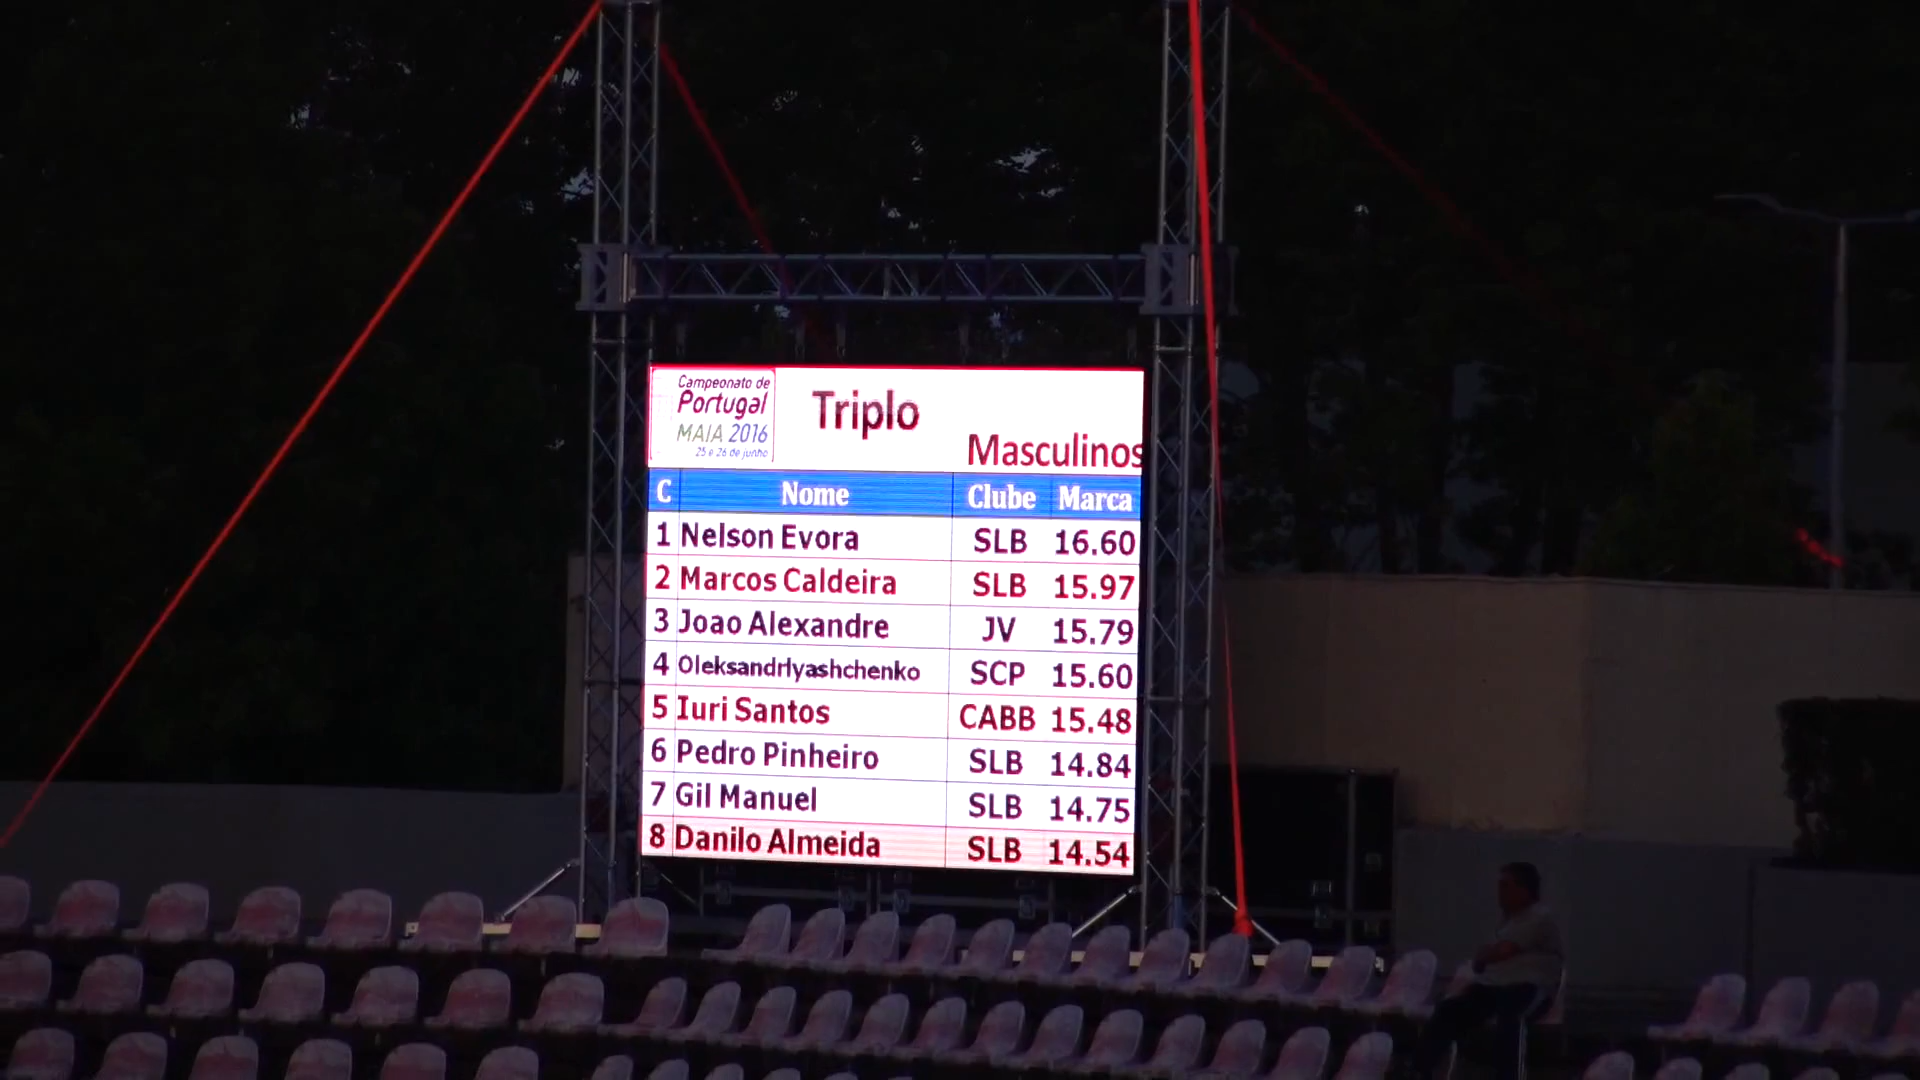 Campeonato de
Portugal
MAIA 2016
25 e 26 de junho
Triplo
Masculinos
C Nome Clube Marca
1 Nelson Evora SLB 16.60
2 Marcos Caldeira SLB 15.97
3 Joao Alexandre JV 15.79
4 OleksandrIyashchenko SCP 15.60
5 Iuri Santos CABB 15.48
6 Pedro Pinheiro SLB 14.84
7 Gil Manuel SLB 14.75
8 Danilo Almeida SLB 14.54